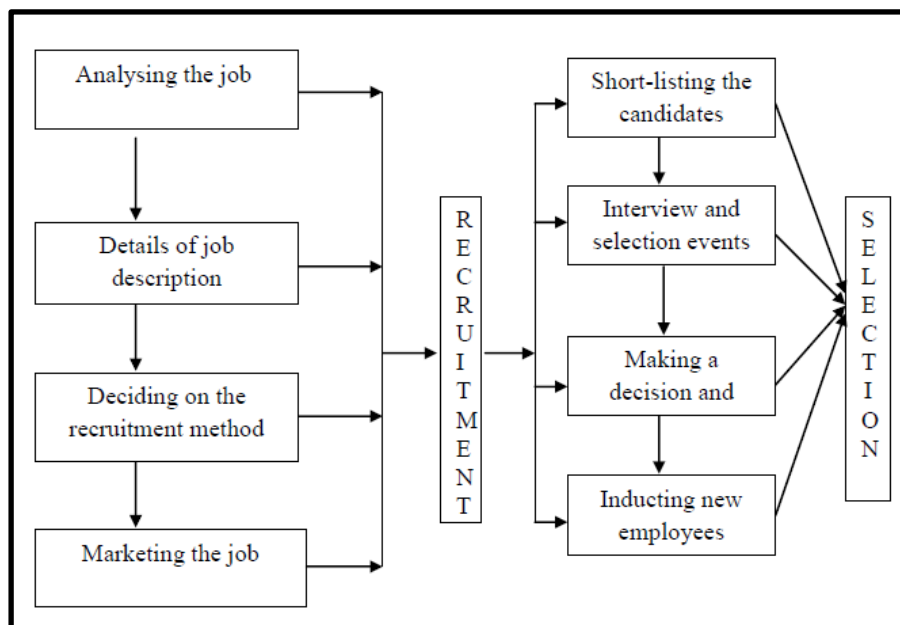 Analysing the job
Details of job
description
Deciding on the
recruitment method
Marketing the job
R
E
C
R
U
I
T
M
E
N
T
Short-listing the
candidates
Interview and
selection events
Making a
decision and
Inducting new
employees
S
E
L
E
C
T
I
O
N